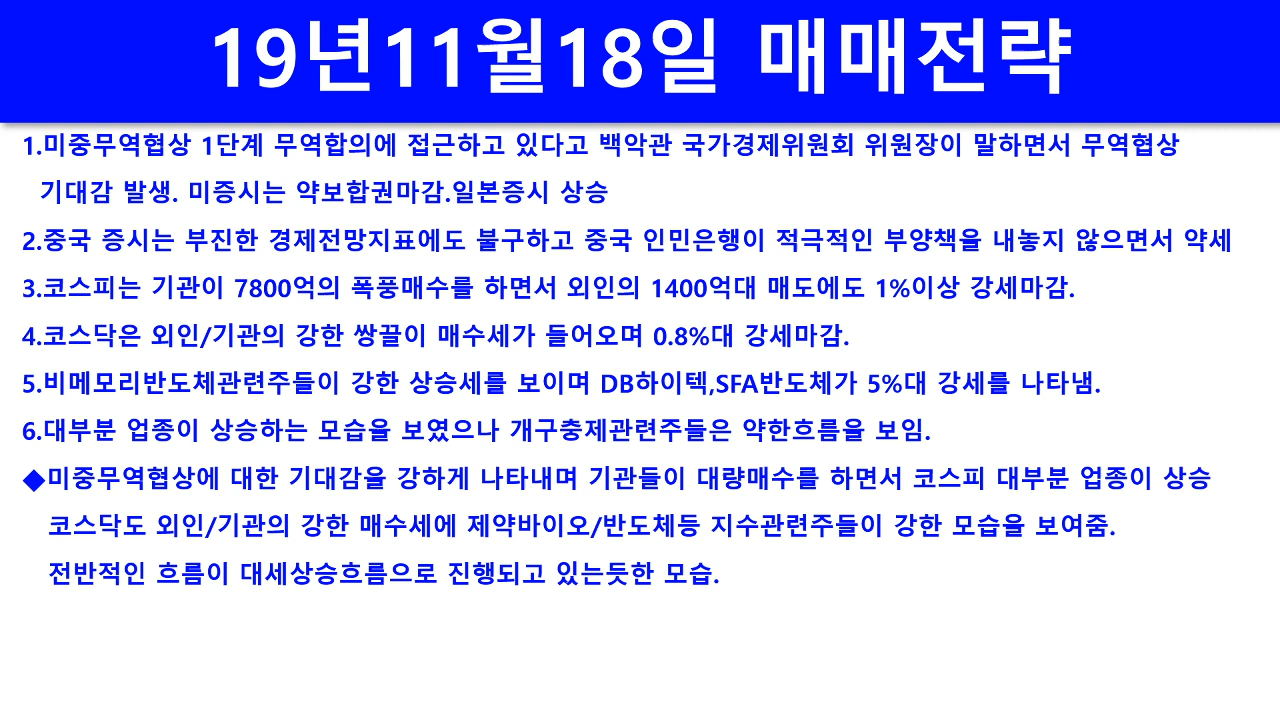 19년11월18일 매매전략
1.미중무역협상 1단계 무역합의에 접근하고 있다고 백악관 국가경제위원회 위원장이 말하면서 무역협상
기대감 발생. 미증시는 약보합권마감.일본증시 상승
2.중국 증시는 부진한 경제전망지표에도 불구하고 중국 인민은행이 적극적인 부양책을 내놓지 않으면서 약세
3.코스피는 기관이 7800억의 폭풍매수를 하면서 외인의 1400억대 매도에도 1%이상 강세마감.
4.코스닥은 외인/기관의 강한 쌍끌이 매수세가 들어오며 0.8%대 강세마감.
5.비메모리반도체관련주들이 강한 상승세를 보이며 DB하이텍,SFA반도체가 5%대 강세를 나타냄.
6.대부분 업종이 상승하는 모습을 보였으나 개구충제관련주들은 약한흐름을 보임.
◆미중무역협상에 대한 기대감을 강하게 나타내며 기관들이 대량매수를 하면서 코스피 대부분 업종이 상승
코스닥도 외인/기관의 강한 매수세에 제약바이오/반도체등 지수관련주들이 강한 모습을 보여줌.
전반적인 흐름이 대세상승흐름으로 진행되고 있는듯한 모습.